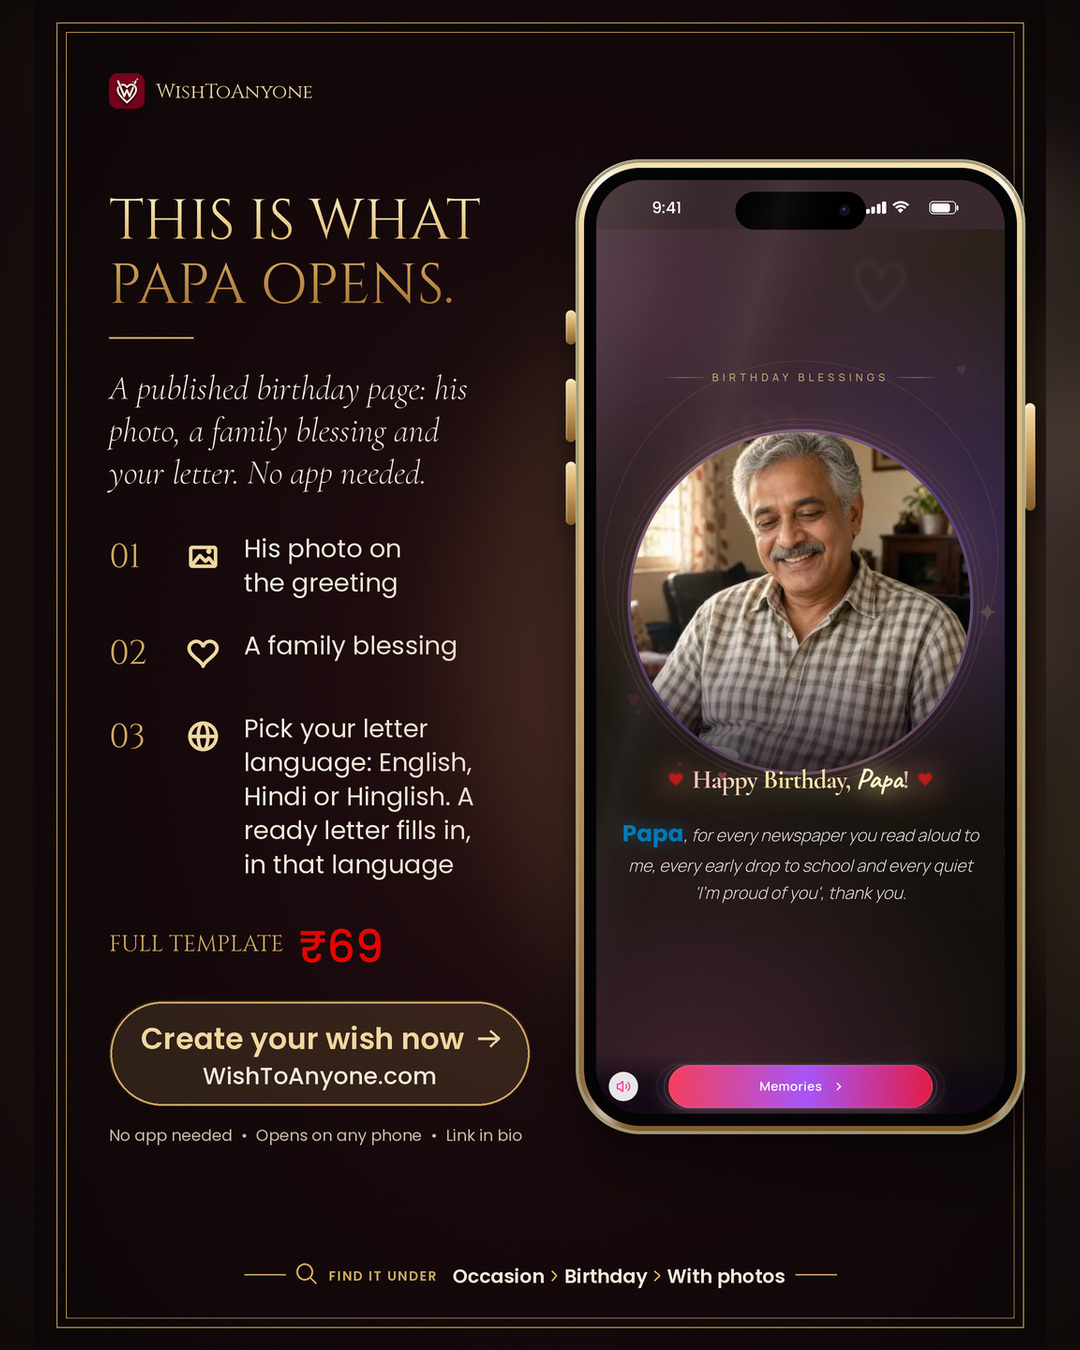 WishToAnyone
THIS IS WHAT
PAPA OPENS.
A published birthday page: his
photo, a family blessing and
your letter. No app needed.
01 His photo on
the greeting
02 A family blessing
03 Pick your letter
language: English,
Hindi or Hinglish. A
ready letter fills in,
in that language
FULL TEMPLATE ₹69
Create your wish now →
WishToAnyone.com
No app needed • Opens on any phone • Link in bio
9:41
BIRTHDAY BLESSINGS
Happy Birthday, Papa!
Papa, for every newspaper you read aloud to
me, every early drop to school and every quiet
'I'm proud of you', thank you.
Memories >
FIND IT UNDER Occasion > Birthday > With photos